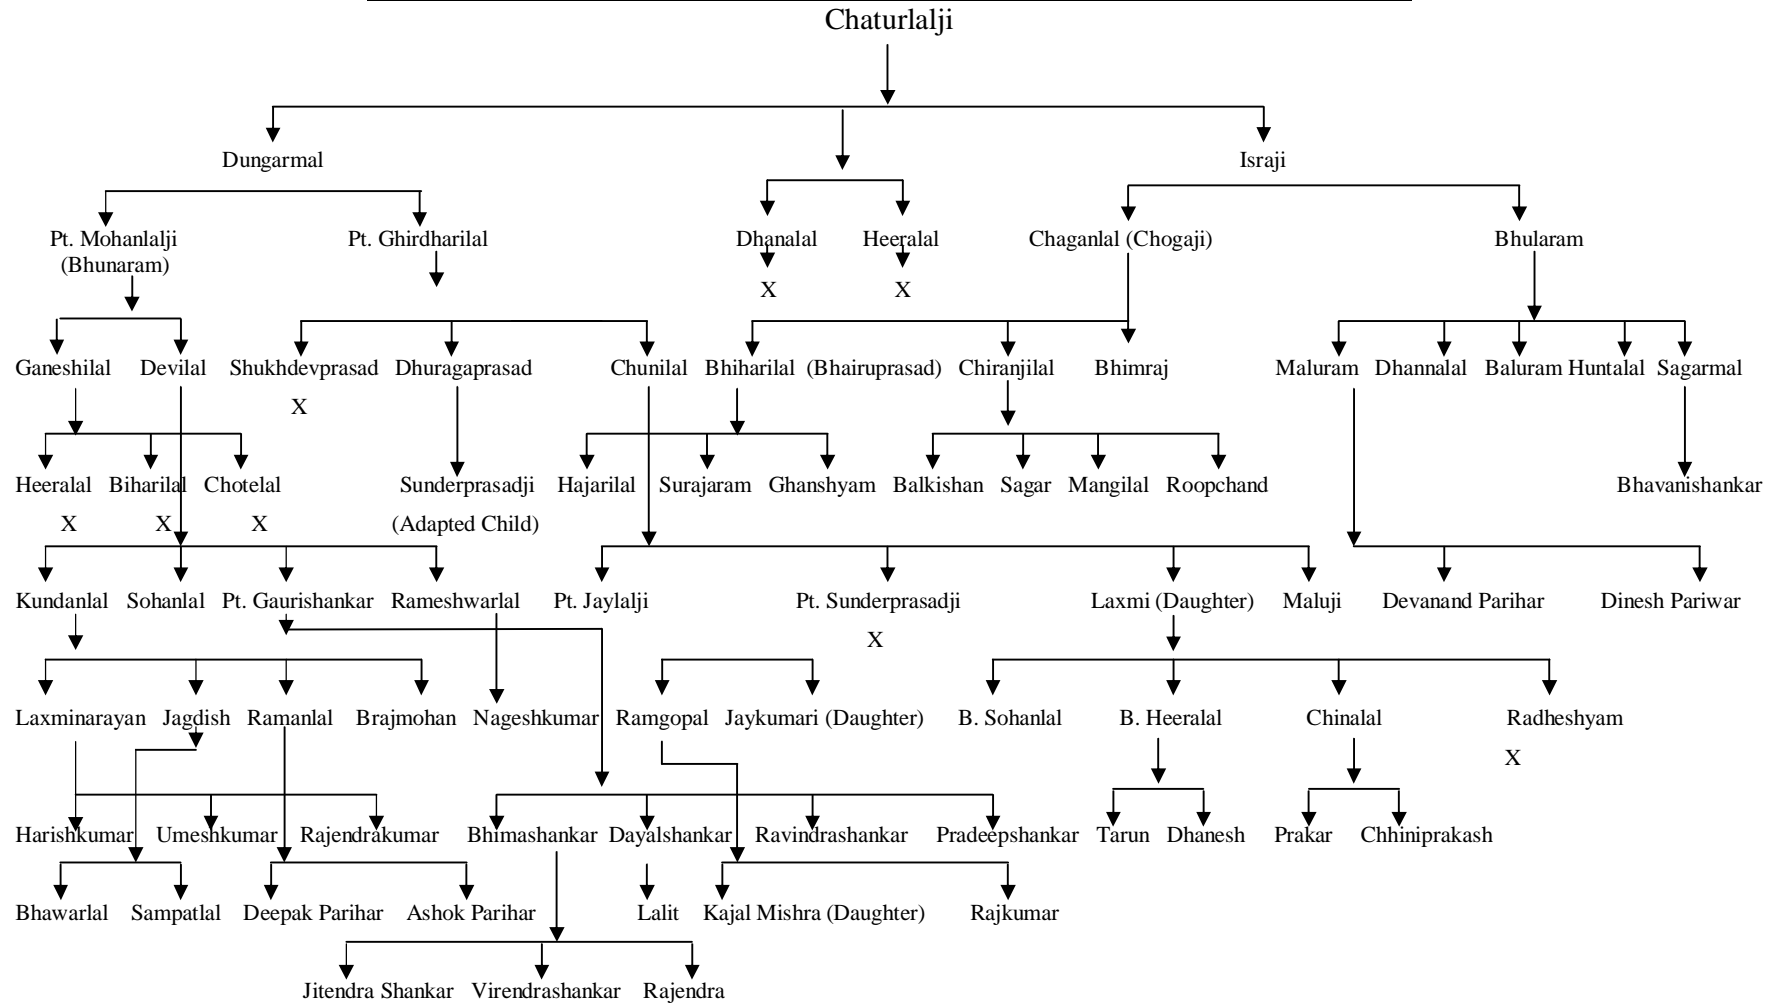 Chaturlalji
Dungarmal Israji
Pt. Mohanlalji Pt. Ghirdharilal Dhanalal Heeralal Chaganlal (Chogaji) Bhularam
(Bhunaram)
X X
Ganeshilal Devilal Shukhdevprasad Dhuragaprasad Chunilal Bhiharilal (Bhairuprasad) Chiranjilal Bhimraj Maluram Dhannalal Baluram Huntalal Sagarmal
X
Heeralal Biharilal Chotelal Sunderprasadji Hajarilal Surajaram Ghanshyam Balkishan Sagar Mangilal Roopchand Bhavanishankar
X X X (Adapted Child)
Kundanlal Sohanlal Pt. Gaurishankar Rameshwarlal Pt. Jaylalji Pt. Sunderprasadji Laxmi (Daughter) Maluji Devanand Parihar Dinesh Pariwar
X
Laxminarayan Jagdish Ramanlal Brajmohan Nageshkumar Ramgopal Jaykumari (Daughter) B. Sohanlal B. Heeralal Chinalal Radheshyam
X
Harishkumar Umeshkumar Rajendrakumar Bhimashankar Dayalshankar Ravindrashankar Pradeepshankar Tarun Dhanesh Prakar Chhiniprakash
Bhawarlal Sampatlal Deepak Parihar Ashok Parihar Lalit Kajal Mishra (Daughter) Rajkumar
Jitendra Shankar Virendrashankar Rajendra